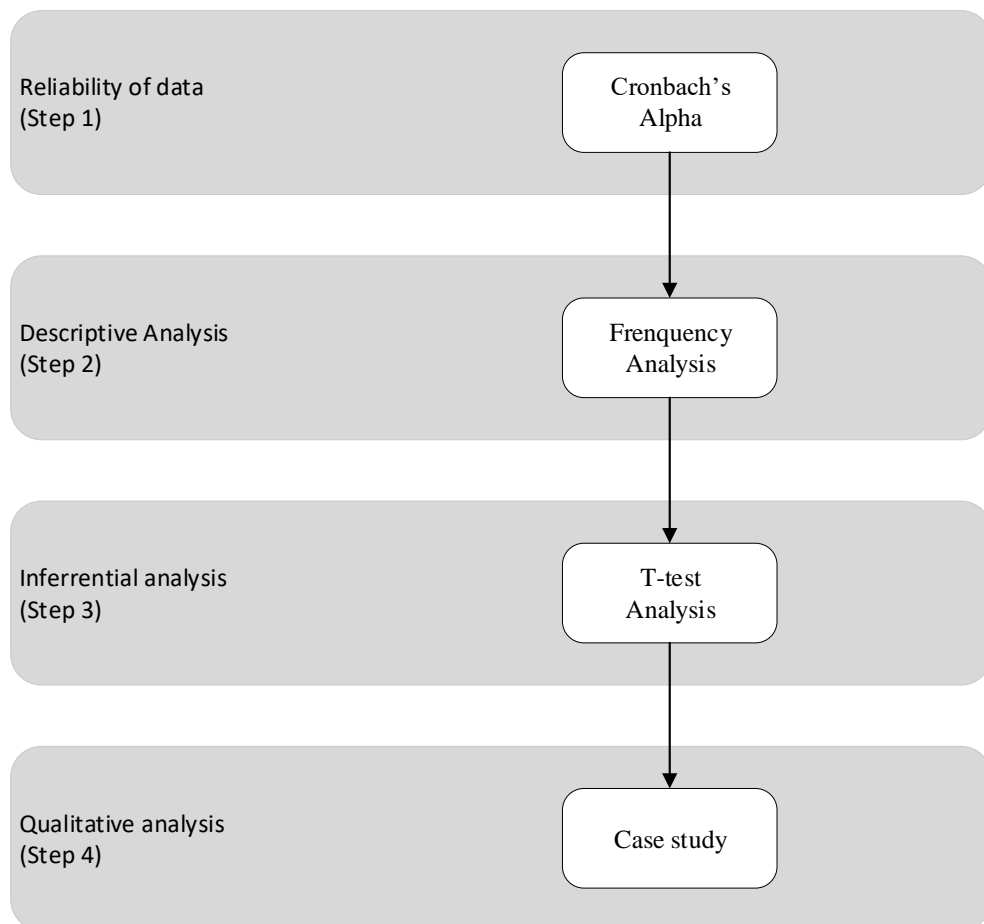 Reliability of data
(Step 1)
Cronbach’s
Alpha
Descriptive Analysis
(Step 2)
Frenquency
Analysis
Inferrential analysis
(Step 3)
T-test
Analysis
Qualitative analysis
(Step 4)
Case study